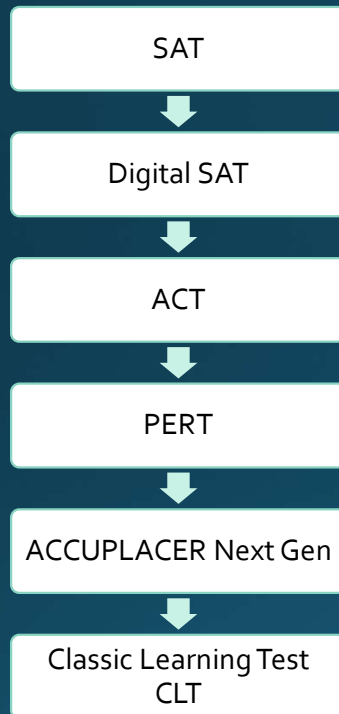 SAT
Digital SAT
ACT
PERT
ACCUPLACER Next Gen
Classic Learning Test
CLT